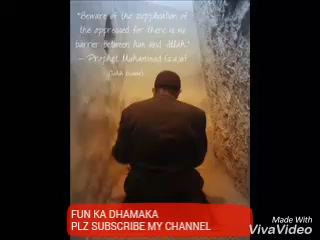 "Beware of the supplication of
the oppressed for there is no
barrier between him and Allah"
- Prophet Muhammad
FUN KA DHAMAKA
PLZ SUBSCRIBE MY CHANNEL
Made With
VivaVideo